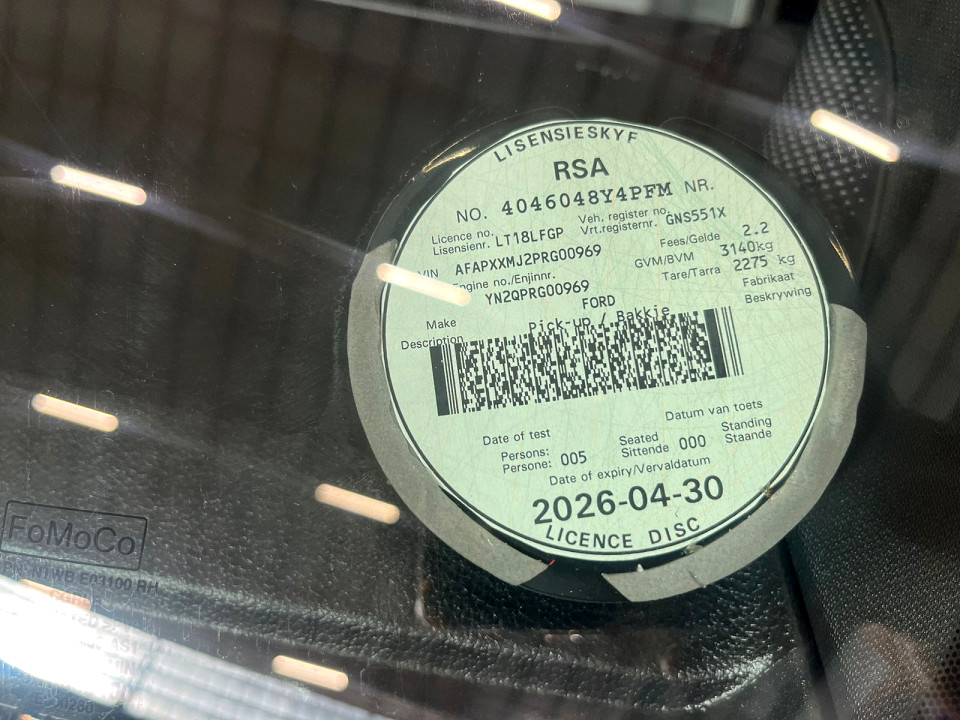 LISENSIESKYF
RSA
NO. 4046048Y4PFM NR.
Licence no. Veh. register no.
Lisensienr. LT18LFGP Vrt.registernr. GNS551X
VIN AFAPXXMJ2PRG00969 Fees/Gelde 2.2
GVM/BVM 3140kg
Engine no./Enjinnr. YN2QPRG00969 Tare/Tarra 2275 kg
Make FORD Fabrikaat
Description Pick-up / Bakkie Beskrywing
Date of test Datum van toets
Persons: Seated Standing
Persone: 005 Sittende 000 Staande
Date of expiry/Vervaldatum
2026-04-30
LICENCE DISC
FoMoCo